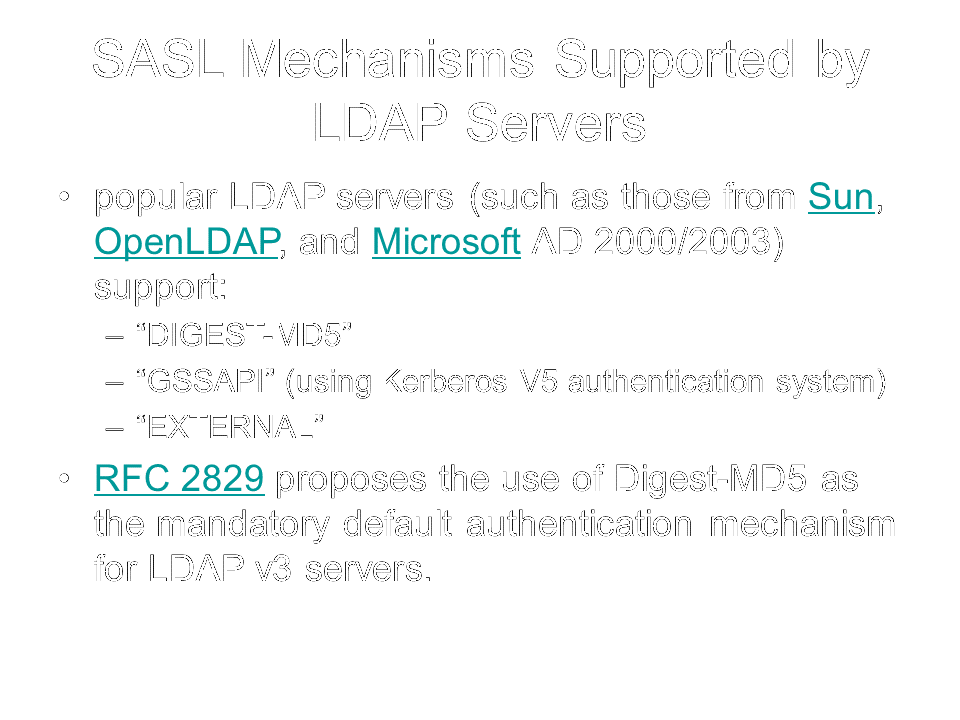 SASL Mechanisms Supported by
LDAP Servers
• popular LDAP servers (such as those from Sun,
OpenLDAP, and Microsoft AD 2000/2003)
support:
– “DIGEST-MD5”
– “GSSAPI” (using Kerberos V5 authentication system)
– “EXTERNAL”
• RFC 2829 proposes the use of Digest-MD5 as
the mandatory default authentication mechanism
for LDAP v3 servers.